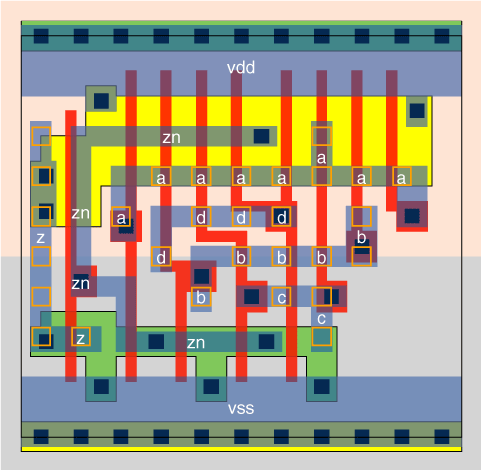 vdd
zn
a
a a a a a a
zn a d d d
z b
d b b b
zn
b c
c
z zn
vss